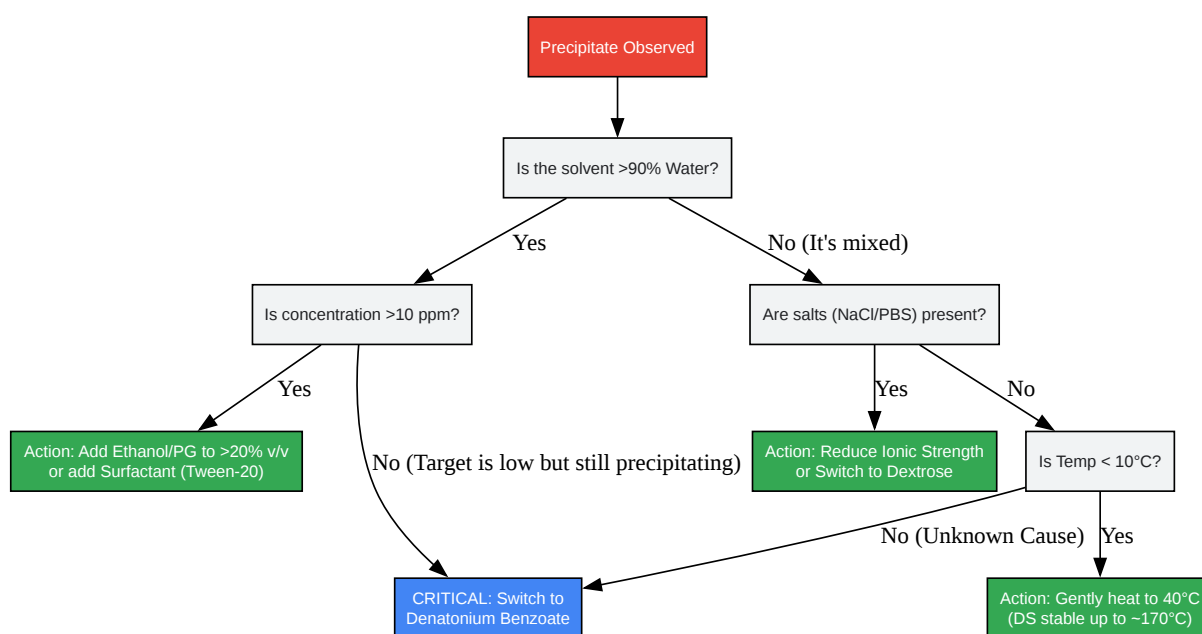 Precipitate Observed
Is the solvent >90% Water?
Yes
No (It's mixed)
Is concentration >10 ppm?
Are salts (NaCl/PBS) present?
Yes
Yes
No
Action: Add Ethanol/PG to >20% v/v
or add Surfactant (Tween-20)
No (Target is low but still precipitating)
Action: Reduce Ionic Strength
or Switch to Dextrose
Is Temp < 10°C?
No (Unknown Cause)
Yes
CRITICAL: Switch to
Denatonium Benzoate
Action: Gently heat to 40°C
(DS stable up to ~170°C)